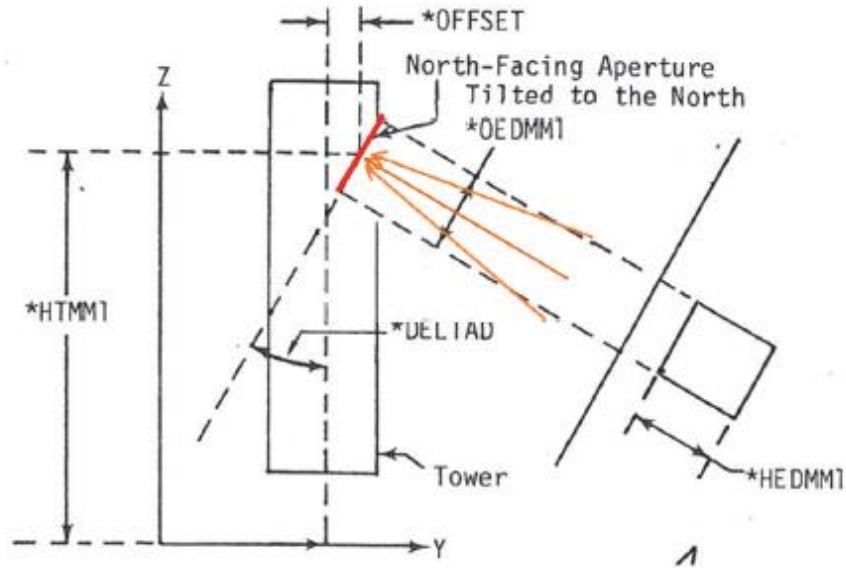 *OFFSET
Z
North-Facing Aperture
Tilted to the North
*OEDMM1
*HTMM1
*DELTAD
Tower
*HEDMM1
Y